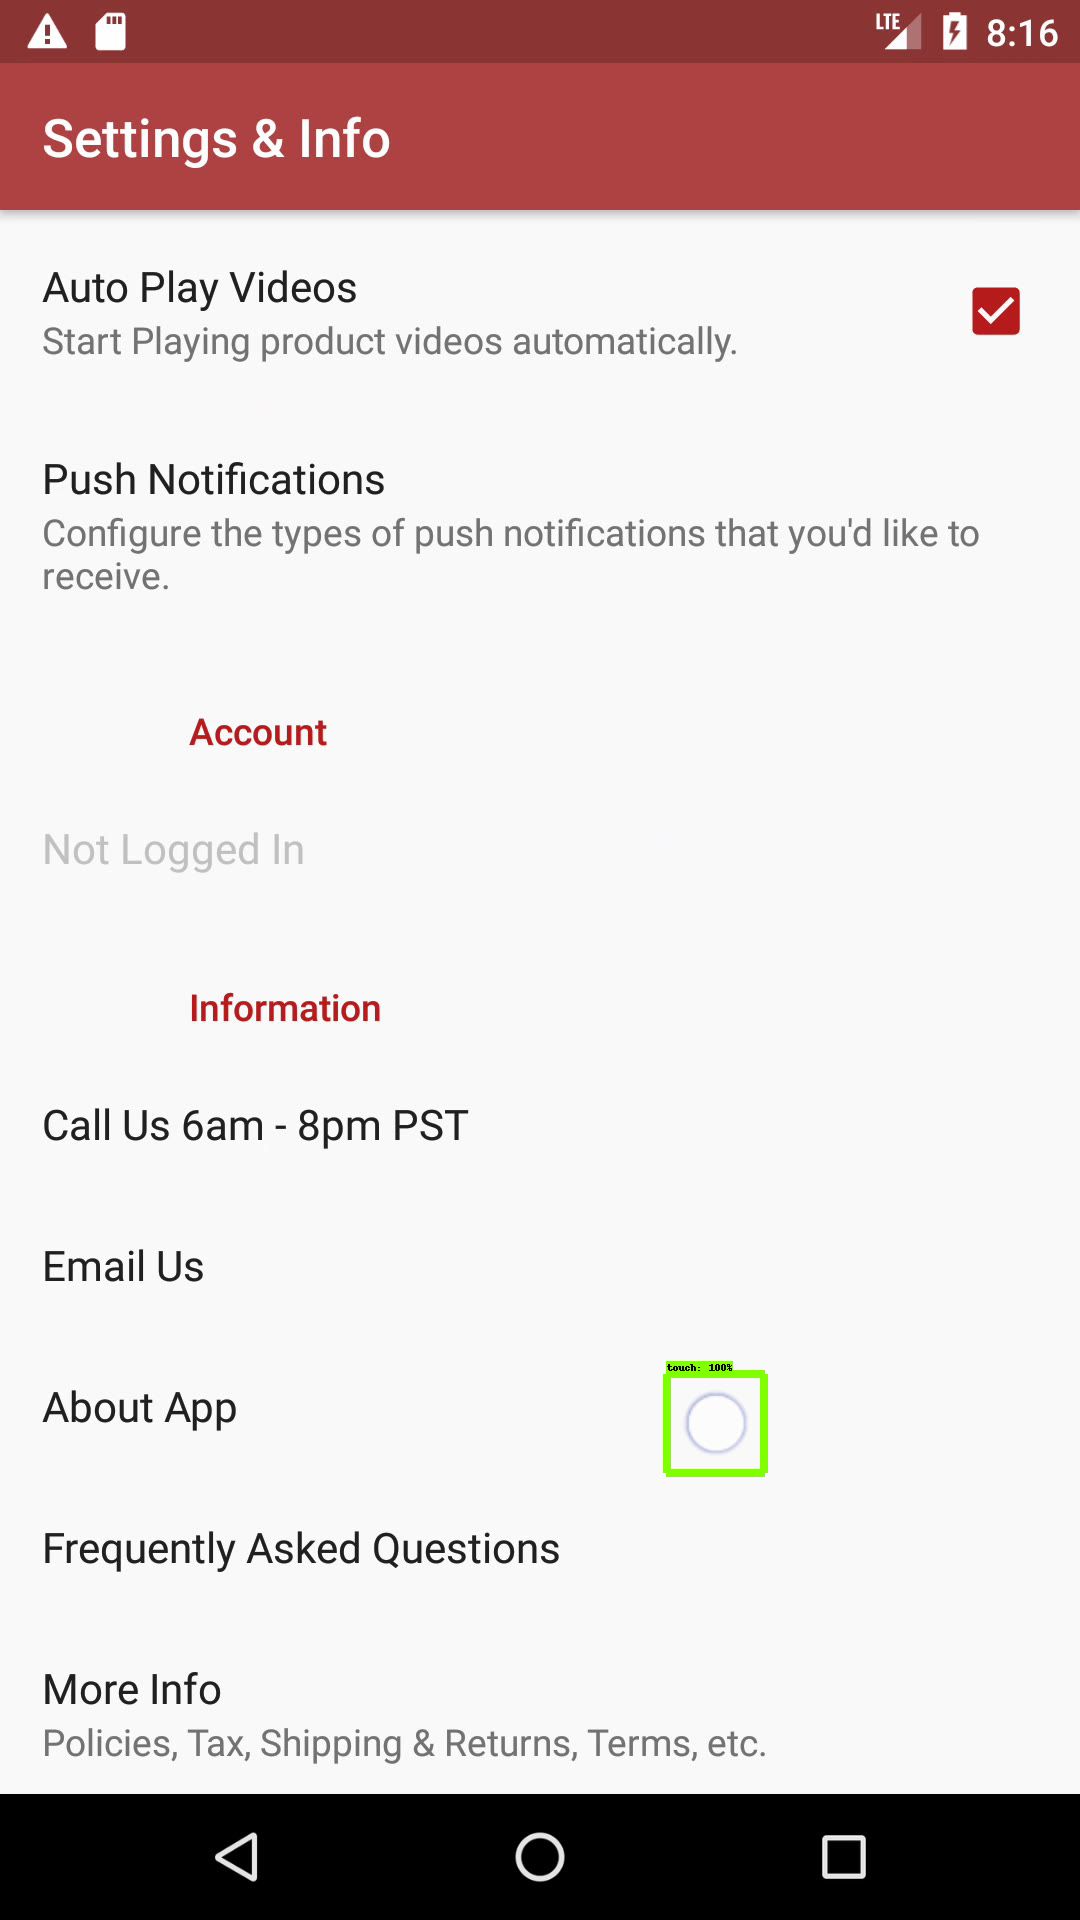 LTE 8:16
Settings & Info
Auto Play Videos
Start Playing product videos automatically.
Push Notifications
Configure the types of push notifications that you'd like to
receive.
Account
Not Logged In
Information
Call Us 6am - 8pm PST
Email Us
touch: 100%
About App
Frequently Asked Questions
More Info
Policies, Tax, Shipping & Returns, Terms, etc.